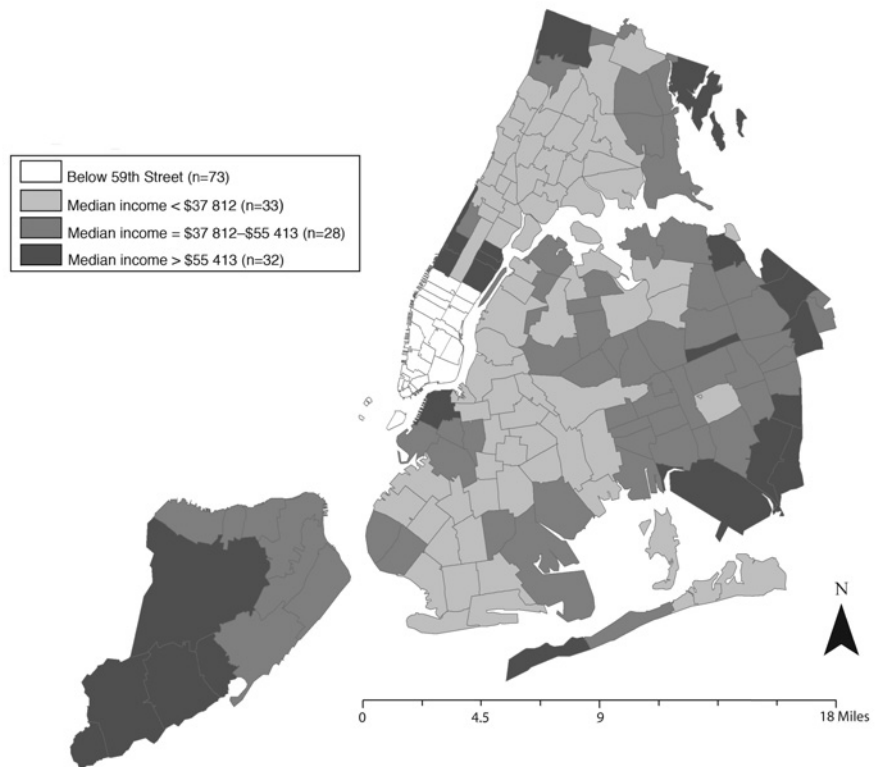 Below 59th Street (n=73)
Median income < $37 812 (n=33)
Median income = $37 812–$55 413 (n=28)
Median income > $55 413 (n=32)
N
0 4.5 9 18 Miles